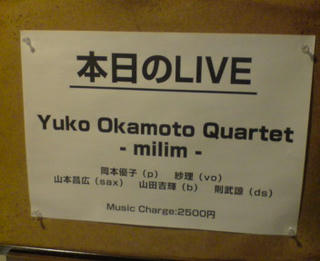 本日のLIVE
Yuko Okamoto Quartet
- milim -
岡本優子（p） 紗理（vo）
山本昌広（sax） 山田吉輝（b） 則武諒（ds）
Music Charge:2500円